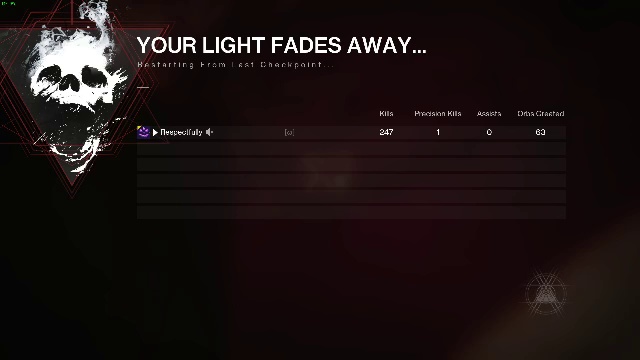 YOUR LIGHT FADES AWAY...
Restarting From Last Checkpoint...
Kills Precision Kills Assists Orbs Created
Respectfully [ω] 247 1 0 63